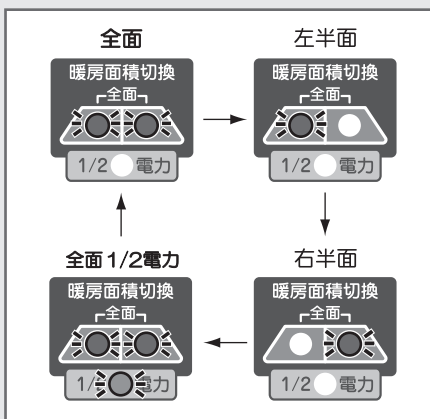 全面
暖房面積切換
全面
1/2 電力
左半面
暖房面積切換
全面
1/2 電力
全面1/2電力
暖房面積切換
全面
1/ 電力
右半面
暖房面積切換
全面
1/2 電力